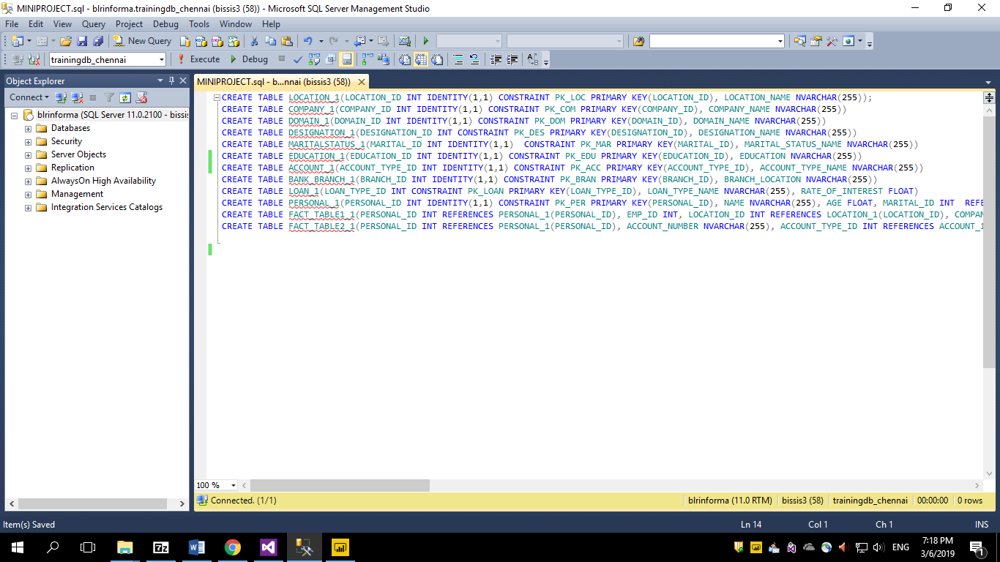 MINIPROJECT.sql - blrinforma.trainingdb_chennai (bissis3 (58)) - Microsoft SQL Server Management Studio
File Edit View Query Project Debug Tools Window Help
New Query
trainingdb_chennai Execute Debug
Object Explorer
Connect
blrinforma (SQL Server 11.0.2100 - bissis
Databases
Security
Server Objects
Replication
AlwaysOn High Availability
Management
Integration Services Catalogs
MINIPROJECT.sql - b...nnai (bissis3 (58))
CREATE TABLE LOCATION_1(LOCATION_ID INT IDENTITY(1,1) CONSTRAINT PK_LOC PRIMARY KEY(LOCATION_ID), LOCATION_NAME NVARCHAR(255));
CREATE TABLE COMPANY_1(COMPANY_ID INT IDENTITY(1,1) CONSTRAINT PK_COM PRIMARY KEY(COMPANY_ID), COMPANY_NAME NVARCHAR(255))
CREATE TABLE DOMAIN_1(DOMAIN_ID INT IDENTITY(1,1) CONSTRAINT PK_DOM PRIMARY KEY(DOMAIN_ID), DOMAIN_NAME NVARCHAR(255))
CREATE TABLE DESIGNATION_1(DESIGNATION_ID INT CONSTRAINT PK_DES PRIMARY KEY(DESIGNATION_ID), DESIGNATION_NAME NVARCHAR(255))
CREATE TABLE MARITALSTATUS_1(MARITAL_ID INT IDENTITY(1,1)  CONSTRAINT PK_MAR PRIMARY KEY(MARITAL_ID), MARITAL_STATUS_NAME NVARCHAR(255))
CREATE TABLE EDUCATION_1(EDUCATION_ID INT IDENTITY(1,1) CONSTRAINT PK_EDU PRIMARY KEY(EDUCATION_ID), EDUCATION NVARCHAR(255))
CREATE TABLE ACCOUNT_1(ACCOUNT_TYPE_ID INT IDENTITY(1,1) CONSTRAINT PK_ACC PRIMARY KEY(ACCOUNT_TYPE_ID), ACCOUNT_TYPE_NAME NVARCHAR(255))
CREATE TABLE BANK_BRANCH_1(BRANCH_ID INT IDENTITY(1,1) CONSTRAINT PK_BRAN PRIMARY KEY(BRANCH_ID), BRANCH_LOCATION NVARCHAR(255))
CREATE TABLE LOAN_1(LOAN_TYPE_ID INT CONSTRAINT PK_LOAN PRIMARY KEY(LOAN_TYPE_ID), LOAN_TYPE_NAME NVARCHAR(255), RATE_OF_INTEREST FLOAT)
CREATE TABLE PERSONAL_1(PERSONAL_ID INT IDENTITY(1,1) CONSTRAINT PK_PER PRIMARY KEY(PERSONAL_ID), NAME NVARCHAR(255), AGE FLOAT, MARITAL_ID INT  REFE
CREATE TABLE FACT_TABLE1_1(PERSONAL_ID INT REFERENCES PERSONAL_1(PERSONAL_ID), EMP_ID INT, LOCATION_ID INT REFERENCES LOCATION_1(LOCATION_ID), COMPAN
CREATE TABLE FACT_TABLE2_1(PERSONAL_ID INT REFERENCES PERSONAL_1(PERSONAL_ID), ACCOUNT_NUMBER NVARCHAR(255), ACCOUNT_TYPE_ID INT REFERENCES ACCOUNT_1
100 %
Connected. (1/1) blrinforma (11.0 RTM) bissis3 (58) trainingdb_chennai 00:00:00 0 rows
Item(s) Saved Ln 14 Col 1 Ch 1 INS
7z ENG 7:18 PM
3/6/2019 1